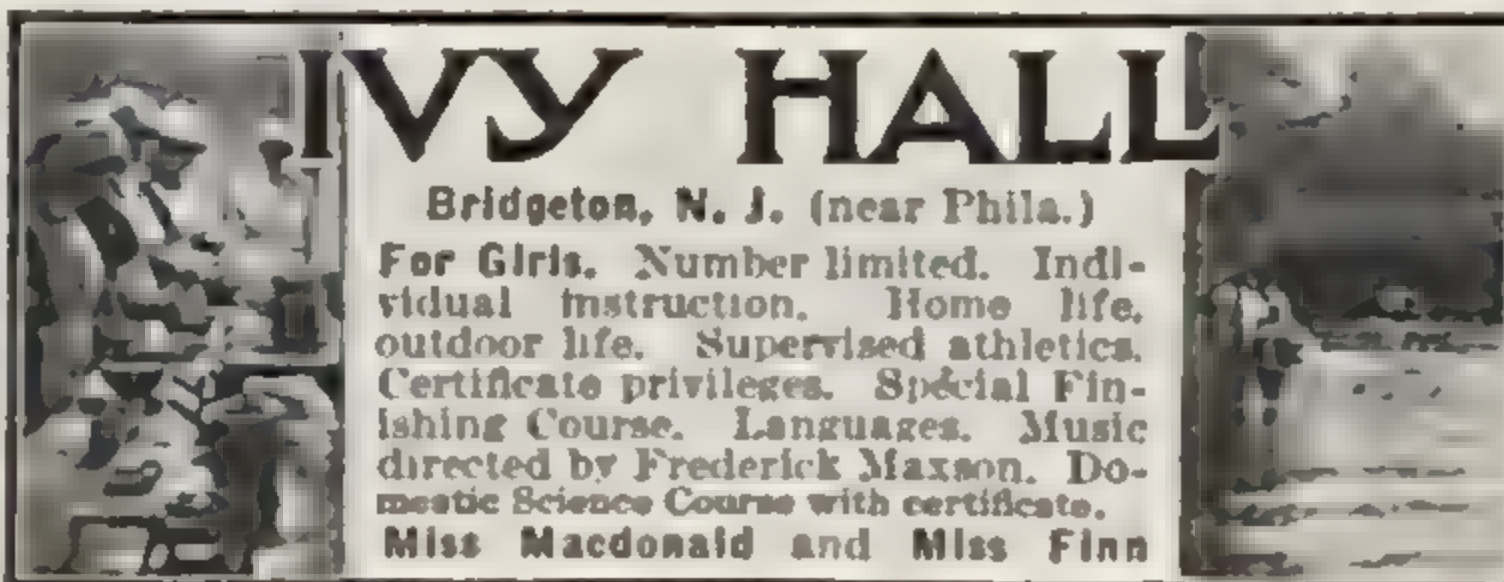 IVY HALL
Bridgeton, N. J. (near Phila.)
For Girls. Number limited. Indi-
vidual instruction. Home life,
outdoor life. Supervised athletics.
Certificate privileges. Special Fin-
ishing Course. Languages. Music
directed by Frederick Maxson. Do-
mestic Science Course with certificate.
Miss Macdonald and Miss Finn